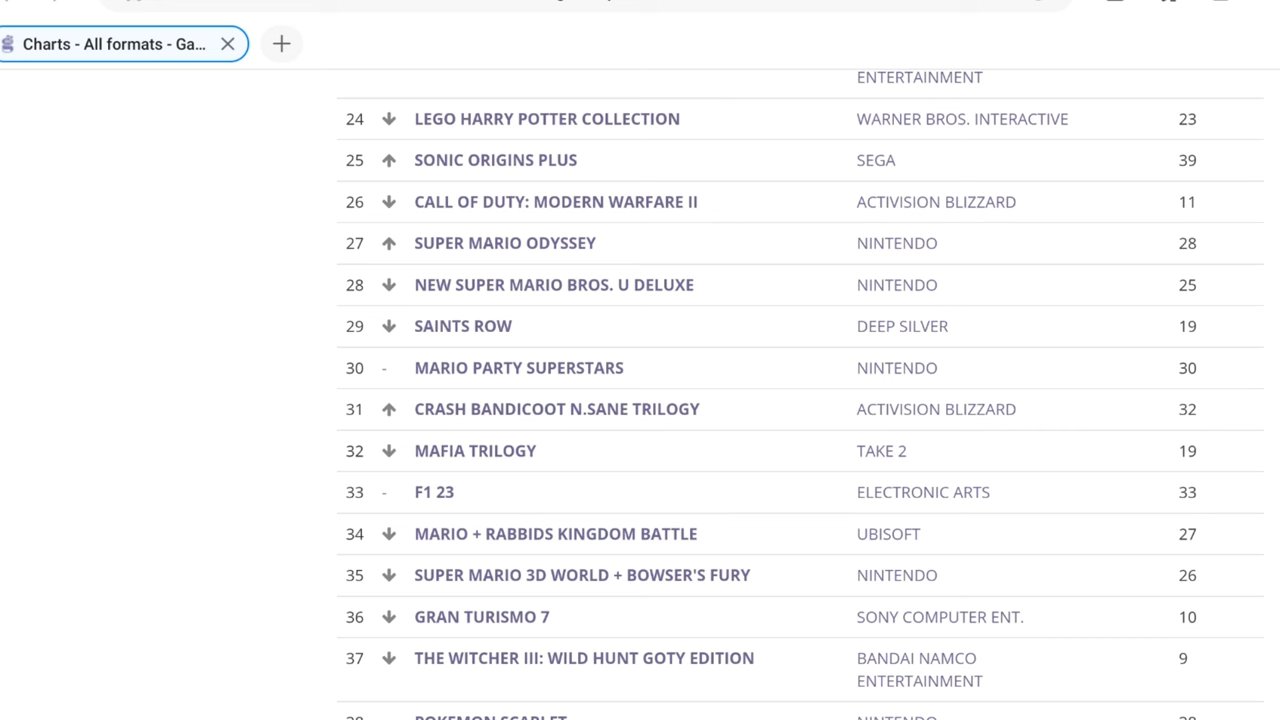 Charts - All formats - Ga...
ENTERTAINMENT
24 LEGO HARRY POTTER COLLECTION WARNER BROS. INTERACTIVE 23
25 SONIC ORIGINS PLUS SEGA 39
26 CALL OF DUTY: MODERN WARFARE II ACTIVISION BLIZZARD 11
27 SUPER MARIO ODYSSEY NINTENDO 28
28 NEW SUPER MARIO BROS. U DELUXE NINTENDO 25
29 SAINTS ROW DEEP SILVER 19
30 - MARIO PARTY SUPERSTARS NINTENDO 30
31 CRASH BANDICOOT N.SANE TRILOGY ACTIVISION BLIZZARD 32
32 MAFIA TRILOGY TAKE 2 19
33 - F1 23 ELECTRONIC ARTS 33
34 MARIO + RABBIDS KINGDOM BATTLE UBISOFT 27
35 SUPER MARIO 3D WORLD + BOWSER'S FURY NINTENDO 26
36 GRAN TURISMO 7 SONY COMPUTER ENT. 10
37 THE WITCHER III: WILD HUNT GOTY EDITION BANDAI NAMCO 9
ENTERTAINMENT
POKEMON SCARLET NINTENDO